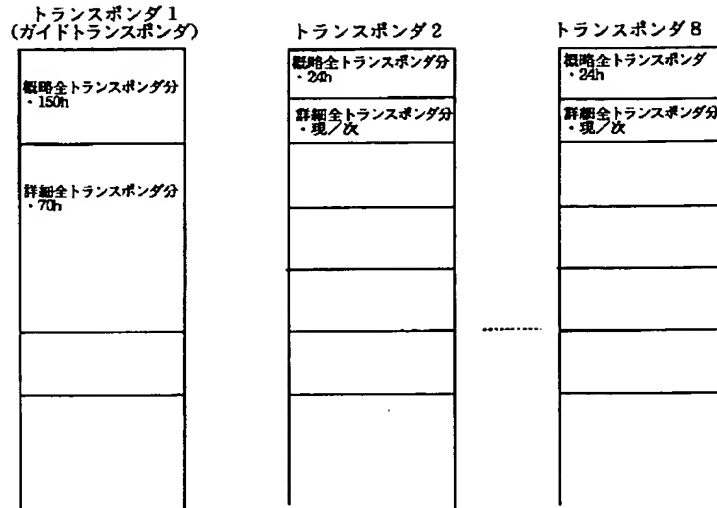 トランスポンダ1
(ガイドトランスポンダ)
概略全トランスポンダ分
・150h
詳細全トランスポンダ分
・70h
トランスポンダ2
概略全トランスポンダ分
・24h
詳細全トランスポンダ分
・現/次
トランスポンダ8
概略全トランスポンダ
・24h
詳細全トランスポンダ分
・現/次